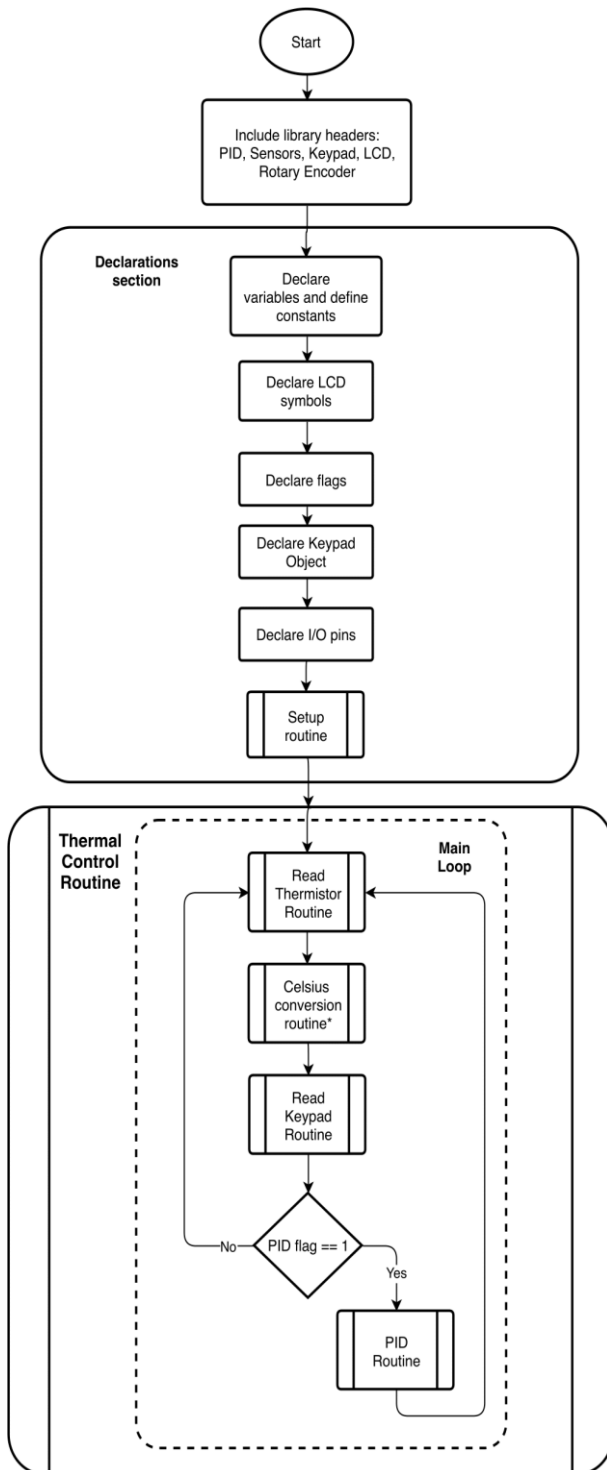 Start
Include library headers:
PID, Sensors, Keypad, LCD,
Rotary Encoder
Declarations
section
Declare
variables and define
constants
Declare LCD
symbols
Declare flags
Declare Keypad
Object
Declare I/O pins
Setup
routine
Thermal
Control
Routine
Main
Loop
Read
Thermistor
Routine
Celsius
conversion
routine*
Read
Keypad
Routine
PID flag == 1
No
Yes
PID
Routine